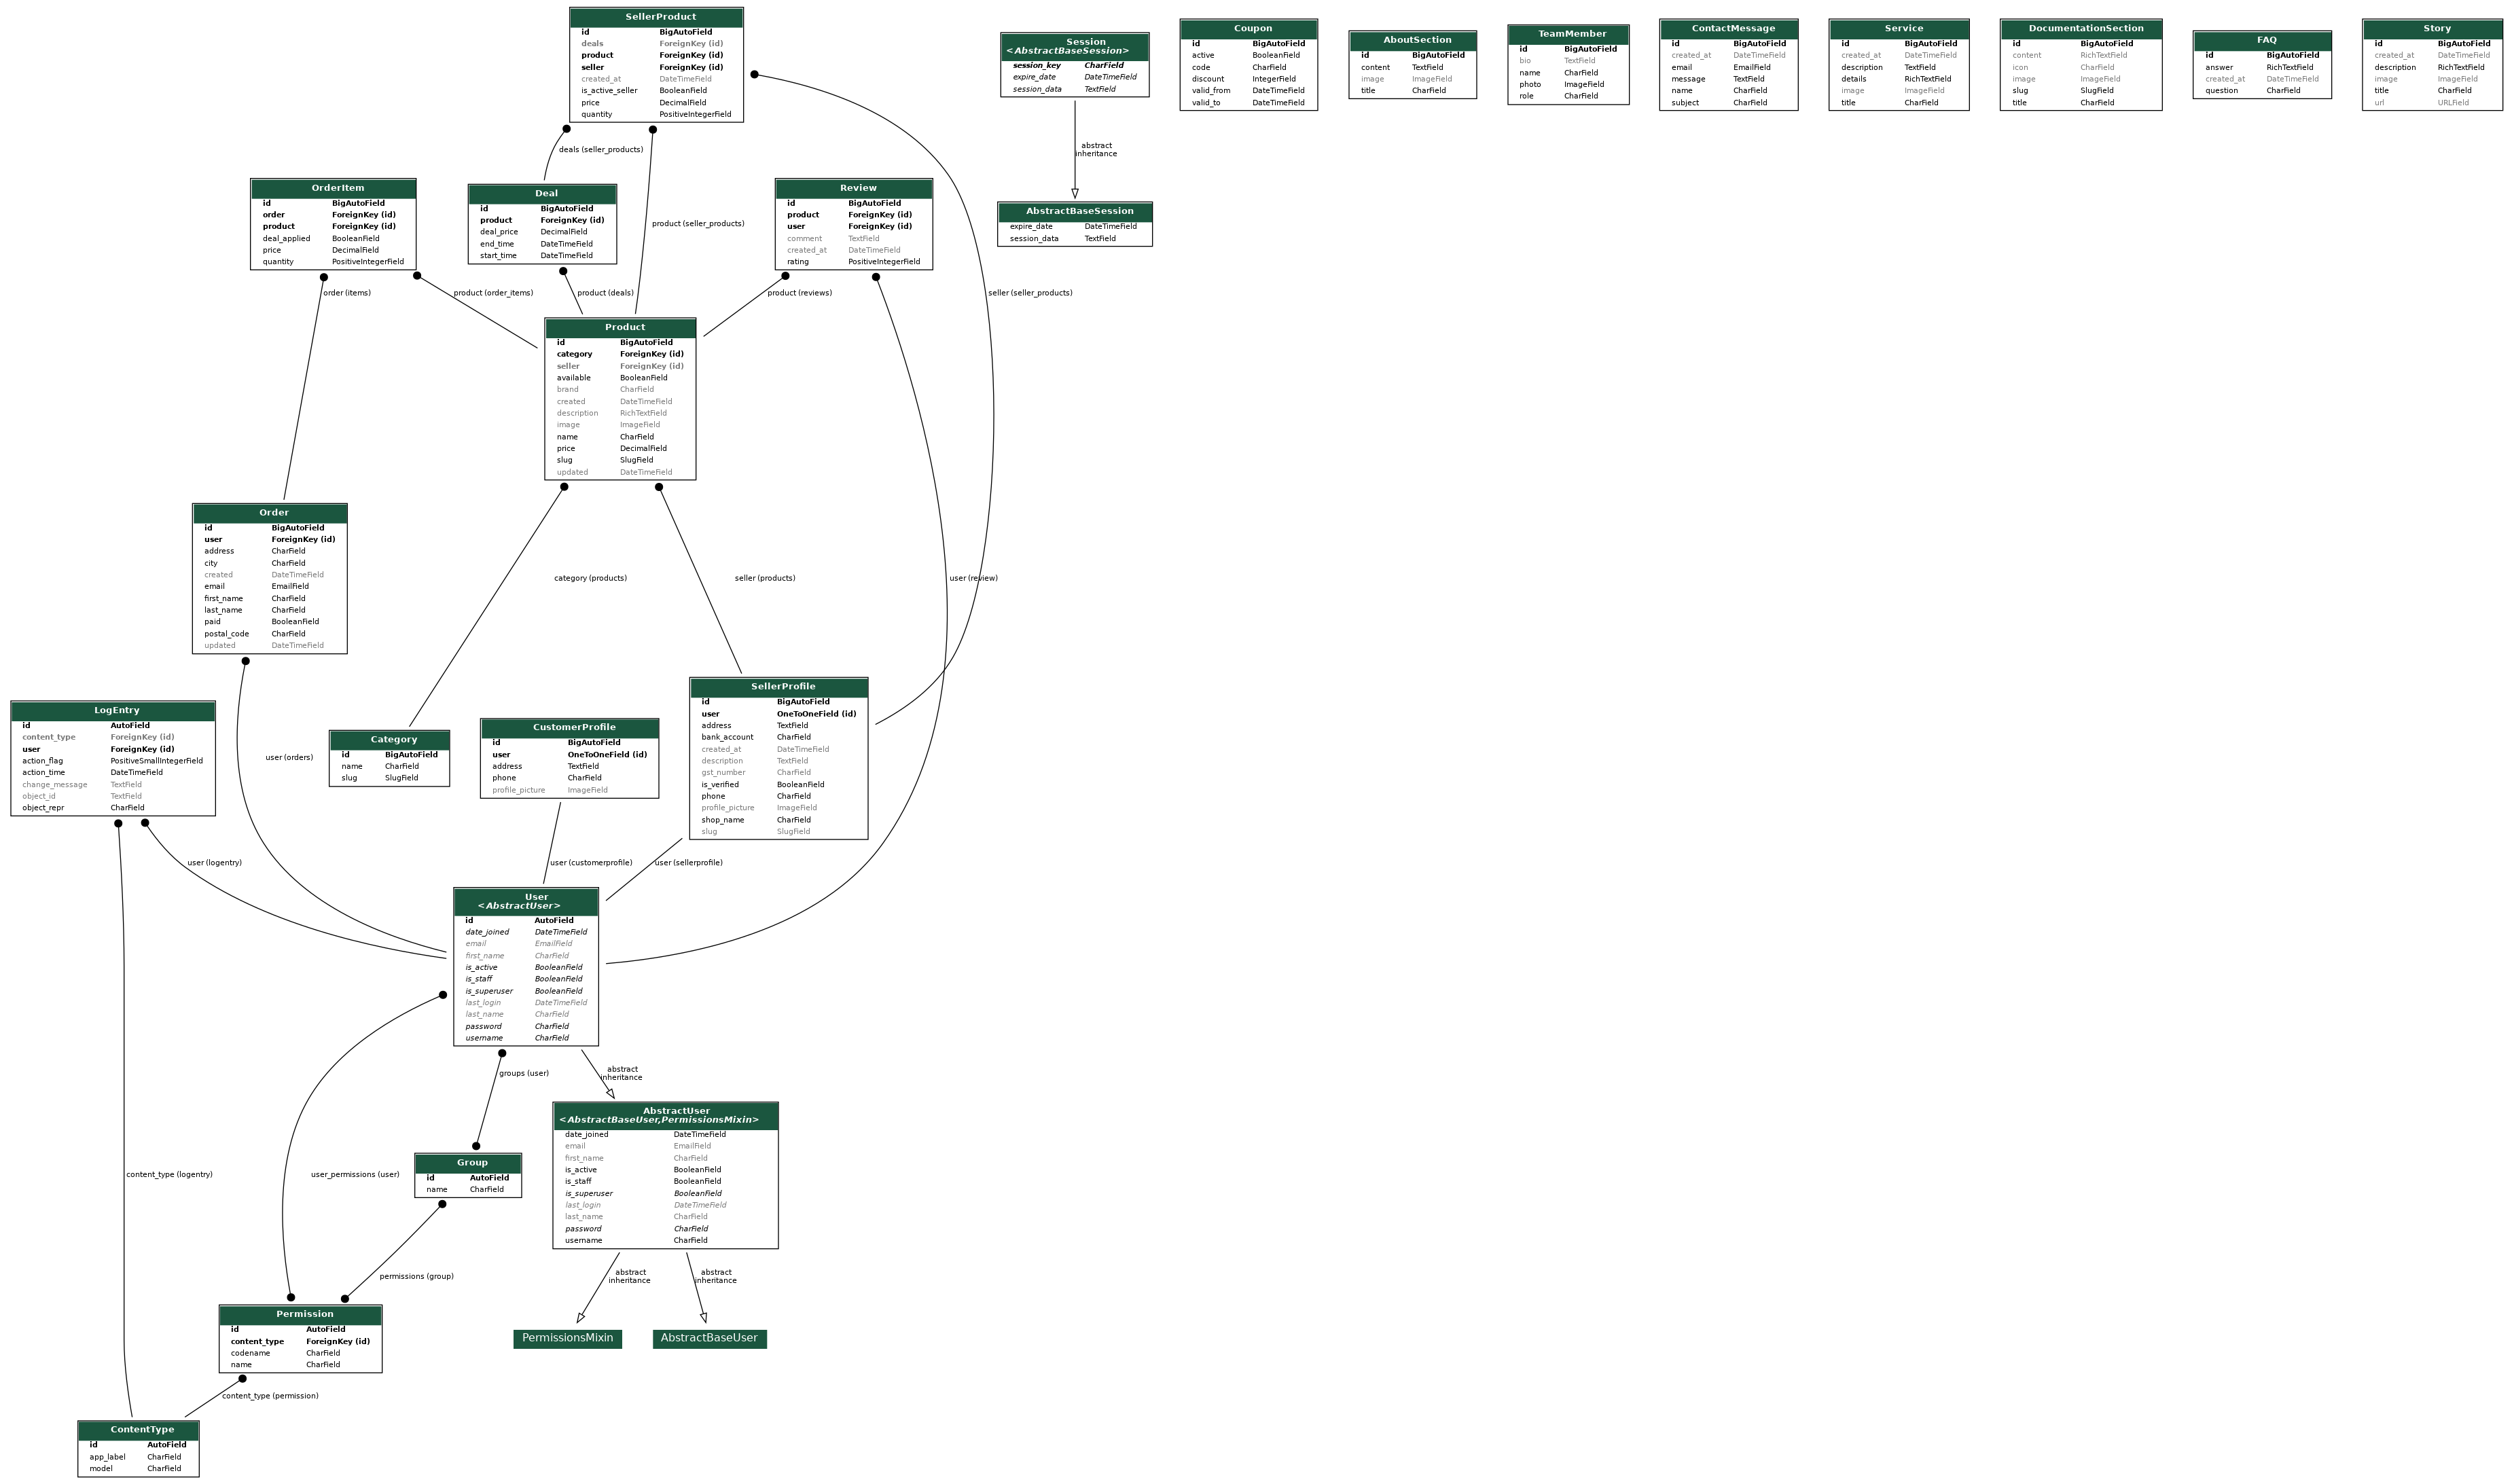 SellerProduct
id BigAutoField
deals ForeignKey (id)
product ForeignKey (id)
seller ForeignKey (id)
created_at DateTimeField
is_active_seller BooleanField
price DecimalField
quantity PositiveIntegerField
Session
<AbstractBaseSession>
session_key CharField
expire_date DateTimeField
session_data TextField
Coupon
id BigAutoField
active BooleanField
code CharField
discount IntegerField
valid_from DateTimeField
valid_to DateTimeField
AboutSection
id BigAutoField
content TextField
image ImageField
title CharField
TeamMember
id BigAutoField
bio TextField
name CharField
photo ImageField
role CharField
ContactMessage
id BigAutoField
created_at DateTimeField
email EmailField
message TextField
name CharField
subject CharField
Service
id BigAutoField
created_at DateTimeField
description TextField
details RichTextField
image ImageField
title CharField
DocumentationSection
id BigAutoField
content RichTextField
icon CharField
image ImageField
slug SlugField
title CharField
FAQ
id BigAutoField
answer RichTextField
created_at DateTimeField
question CharField
Story
id BigAutoField
created_at DateTimeField
description RichTextField
image ImageField
title CharField
url URLField
deals (seller_products)
abstract
inheritance
OrderItem
id BigAutoField
order ForeignKey (id)
product ForeignKey (id)
deal_applied BooleanField
price DecimalField
quantity PositiveIntegerField
Deal
id BigAutoField
product ForeignKey (id)
deal_price DecimalField
end_time DateTimeField
start_time DateTimeField
product (seller_products)
Review
id BigAutoField
product ForeignKey (id)
user ForeignKey (id)
comment TextField
created_at DateTimeField
rating PositiveIntegerField
AbstractBaseSession
expire_date DateTimeField
session_data TextField
order (items)
product (order_items)
product (deals)
product (reviews)
seller (seller_products)
Product
id BigAutoField
category ForeignKey (id)
seller ForeignKey (id)
available BooleanField
brand CharField
created DateTimeField
description RichTextField
image ImageField
name CharField
price DecimalField
slug SlugField
updated DateTimeField
Order
id BigAutoField
user ForeignKey (id)
address CharField
city CharField
created DateTimeField
email EmailField
first_name CharField
last_name CharField
paid BooleanField
postal_code CharField
updated DateTimeField
category (products)
seller (products)
user (review)
LogEntry
id AutoField
content_type ForeignKey (id)
user ForeignKey (id)
action_flag PositiveSmallIntegerField
action_time DateTimeField
change_message TextField
object_id TextField
object_repr CharField
user (orders)
Category
id BigAutoField
name CharField
slug SlugField
CustomerProfile
id BigAutoField
user OneToOneField (id)
address TextField
phone CharField
profile_picture ImageField
SellerProfile
id BigAutoField
user OneToOneField (id)
address TextField
bank_account CharField
created_at DateTimeField
description TextField
gst_number CharField
is_verified BooleanField
phone CharField
profile_picture ImageField
shop_name CharField
slug SlugField
user (logentry)
user (customerprofile)
user (sellerprofile)
User
<AbstractUser>
id AutoField
date_joined DateTimeField
email EmailField
first_name CharField
is_active BooleanField
is_staff BooleanField
is_superuser BooleanField
last_login DateTimeField
last_name CharField
password CharField
username CharField
groups (user)
abstract
inheritance
AbstractUser
<AbstractBaseUser,PermissionsMixin>
date_joined DateTimeField
email EmailField
first_name CharField
is_active BooleanField
is_staff BooleanField
is_superuser BooleanField
last_login DateTimeField
last_name CharField
password CharField
username CharField
content_type (logentry)
user_permissions (user)
Group
id AutoField
name CharField
permissions (group)
abstract
inheritance
abstract
inheritance
Permission
id AutoField
content_type ForeignKey (id)
codename CharField
name CharField
PermissionsMixin
AbstractBaseUser
content_type (permission)
ContentType
id AutoField
app_label CharField
model CharField